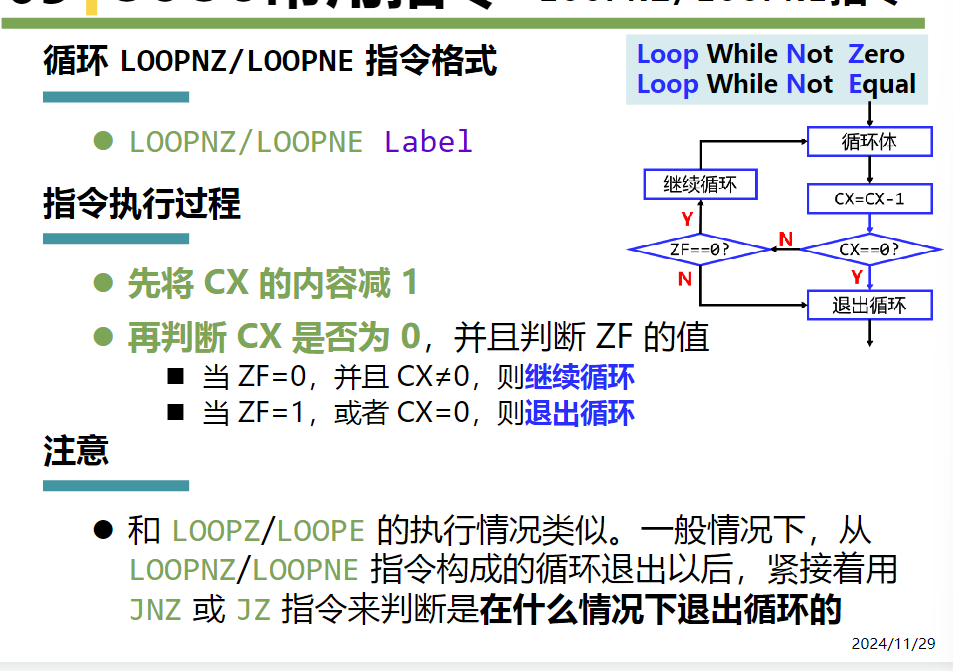 循环 LOOPNZ/LOOPNE 指令格式
Loop While Not Zero
Loop While Not Equal
● LOOPNZ/LOOPNE Label
循环体
继续循环
CX=CX-1
指令执行过程
Y
N
ZF==0?
CX==0?
N
Y
退出循环
● 先将 CX 的内容减 1
● 再判断 CX 是否为 0，并且判断 ZF 的值
■ 当 ZF=0，并且 CX≠0，则继续循环
■ 当 ZF=1，或者 CX=0，则退出循环
注意
● 和 LOOPZ/LOOPE 的执行情况类似。一般情况下，从
LOOPNZ/LOOPNE 指令构成的循环退出以后，紧接着用
JNZ 或 JZ 指令来判断是在什么情况下退出循环的
2024/11/29